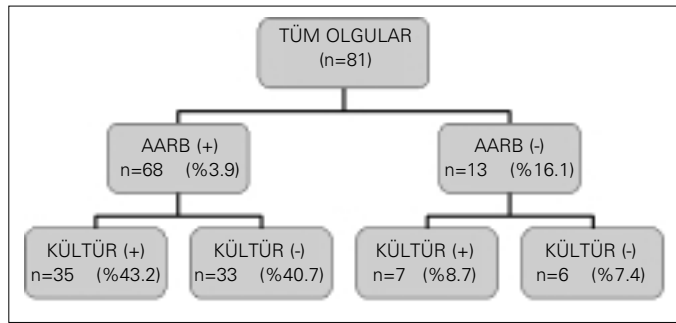 TÜM OLGULAR
(n=81)
AARB (+)
n=68 (%3.9)
AARB (-)
n=13 (%16.1)
KÜLTÜR (+)
n=35 (%43.2)
KÜLTÜR (-)
n=33 (%40.7)
KÜLTÜR (+)
n=7 (%8.7)
KÜLTÜR (-)
n=6 (%7.4)